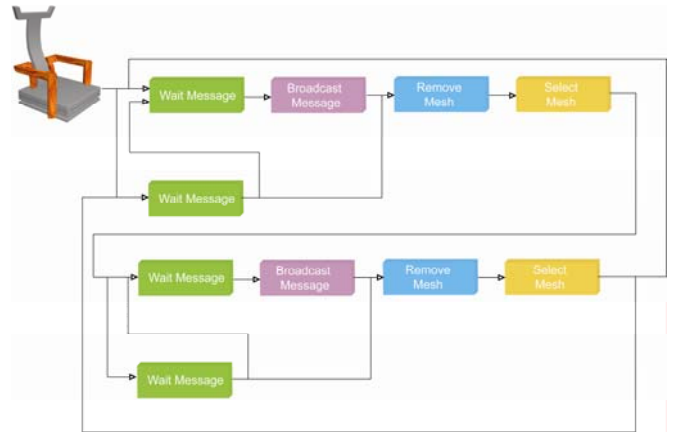 Wait Message
Broadcast
Message
Remove
Mesh
Select
Mesh
Wait Message
Wait Message
Broadcast
Message
Remove
Mesh
Select
Mesh
Wait Message